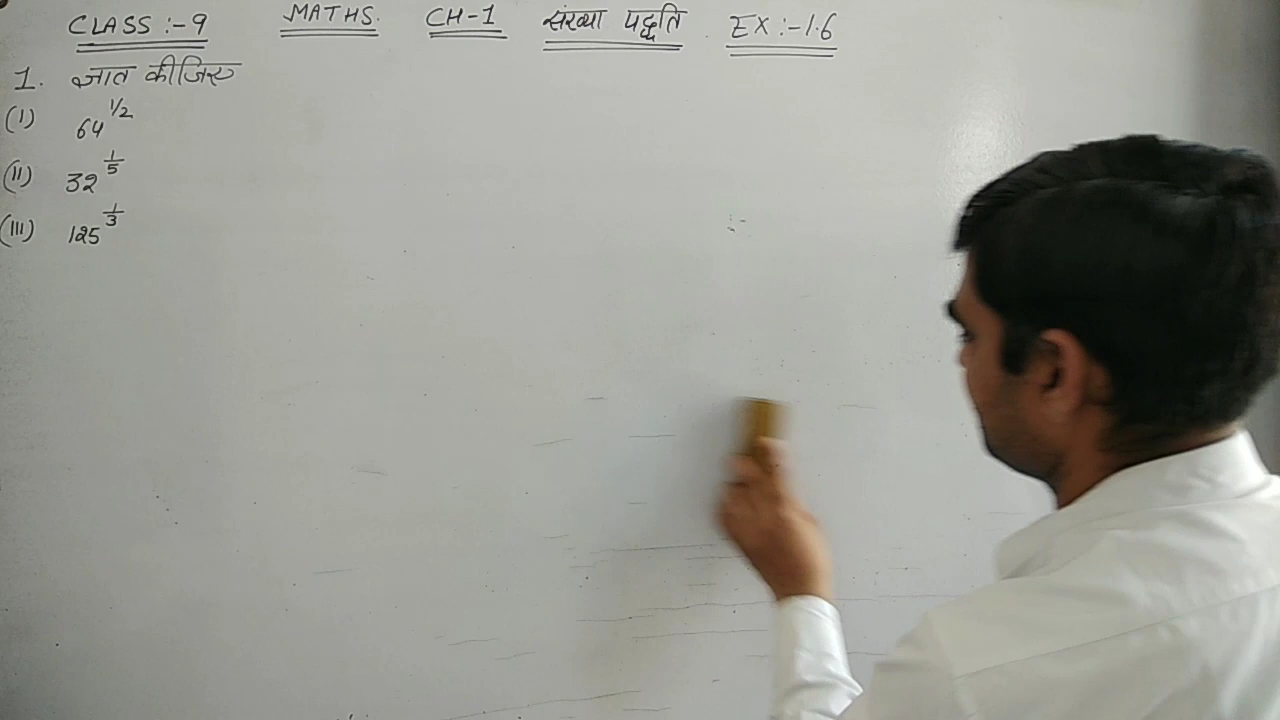 CLASS :- 9 MATHS. CH-1 संख्या पद्धति EX :- 1.6
1. ज्ञात कीजिए
(I) 64^1/2
(II) 32^1/5
(III) 125^1/3